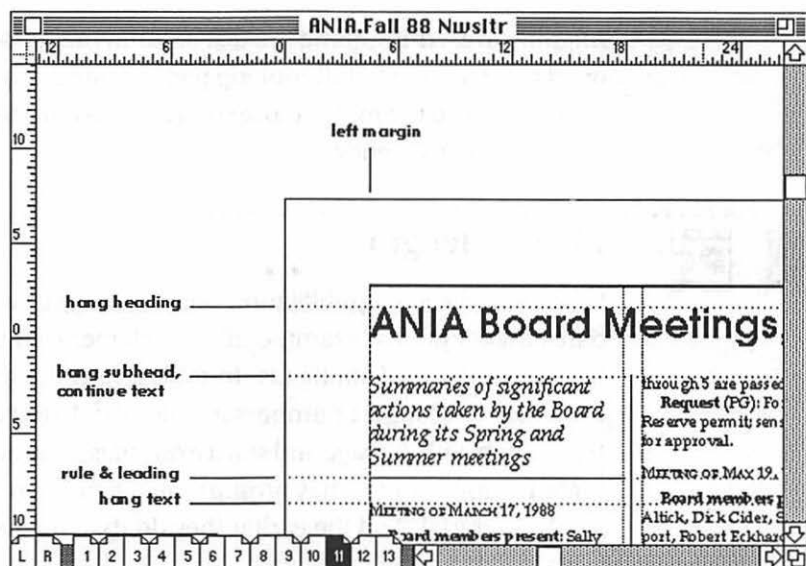 ANIA.Fall 88 Nwsltr
12 6 0 6 12 18 24
left margin
10
5
hang heading
0
ANIA Board Meetings
hang subhead,
continue text
Summaries of significant
actions taken by the Board
during its Spring and
Summer meetings
5
rule & leading
hang text
MEETING OF MARCH 17, 1988
Board members present: Sally
10
through 5 are passed
Request (PG): Fo
Reserve permit; sen
for approval.
MEETING OF MAY 19, 1
Board members p
Altick, Dirk Cider, S
port, Robert Eckhar
L R 1 2 3 4 5 6 7 8 9 10 11 12 13